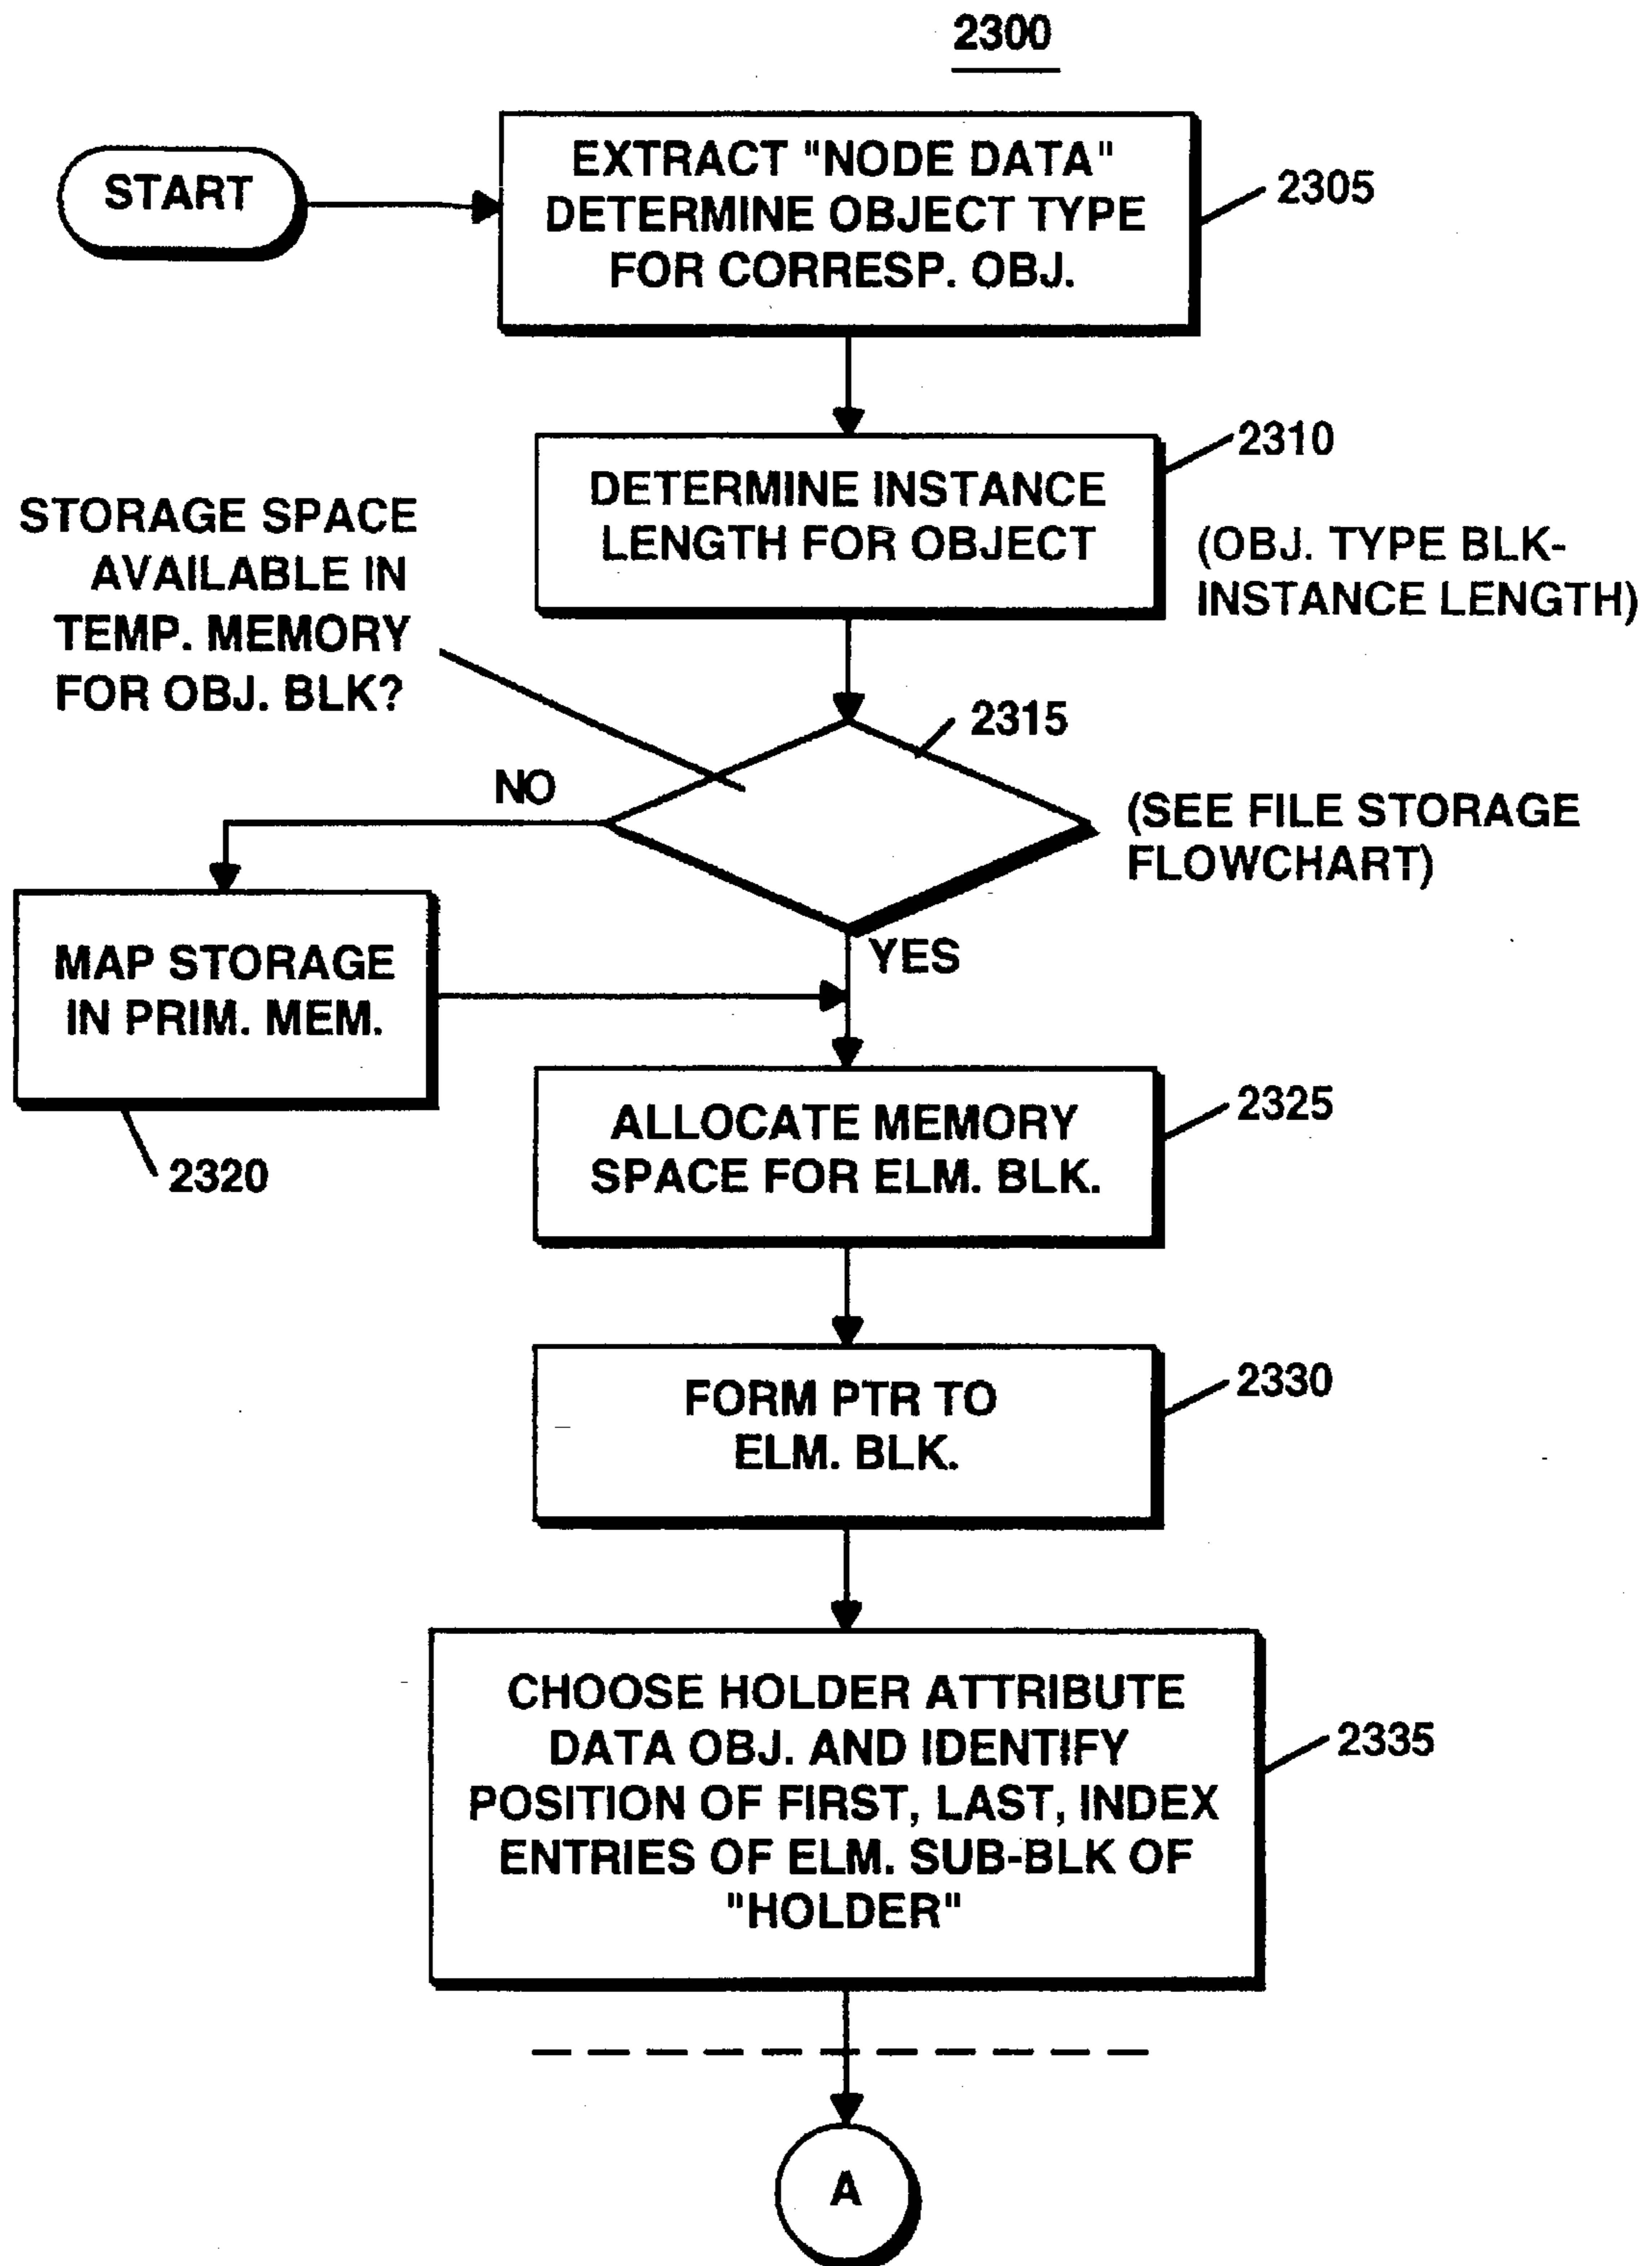 2300
START
EXTRACT "NODE DATA"
DETERMINE OBJECT TYPE
FOR CORRESP. OBJ.
2305
DETERMINE INSTANCE
LENGTH FOR OBJECT
2310
(OBJ. TYPE BLK-
INSTANCE LENGTH)
STORAGE SPACE
AVAILABLE IN
TEMP. MEMORY
FOR OBJ. BLK?
2315
NO
(SEE FILE STORAGE
FLOWCHART)
YES
MAP STORAGE
IN PRIM. MEM.
2320
ALLOCATE MEMORY
SPACE FOR ELM. BLK.
2325
FORM PTR TO
ELM. BLK.
2330
CHOOSE HOLDER ATTRIBUTE
DATA OBJ. AND IDENTIFY
POSITION OF FIRST, LAST, INDEX
ENTRIES OF ELM. SUB-BLK OF
"HOLDER"
2335
A